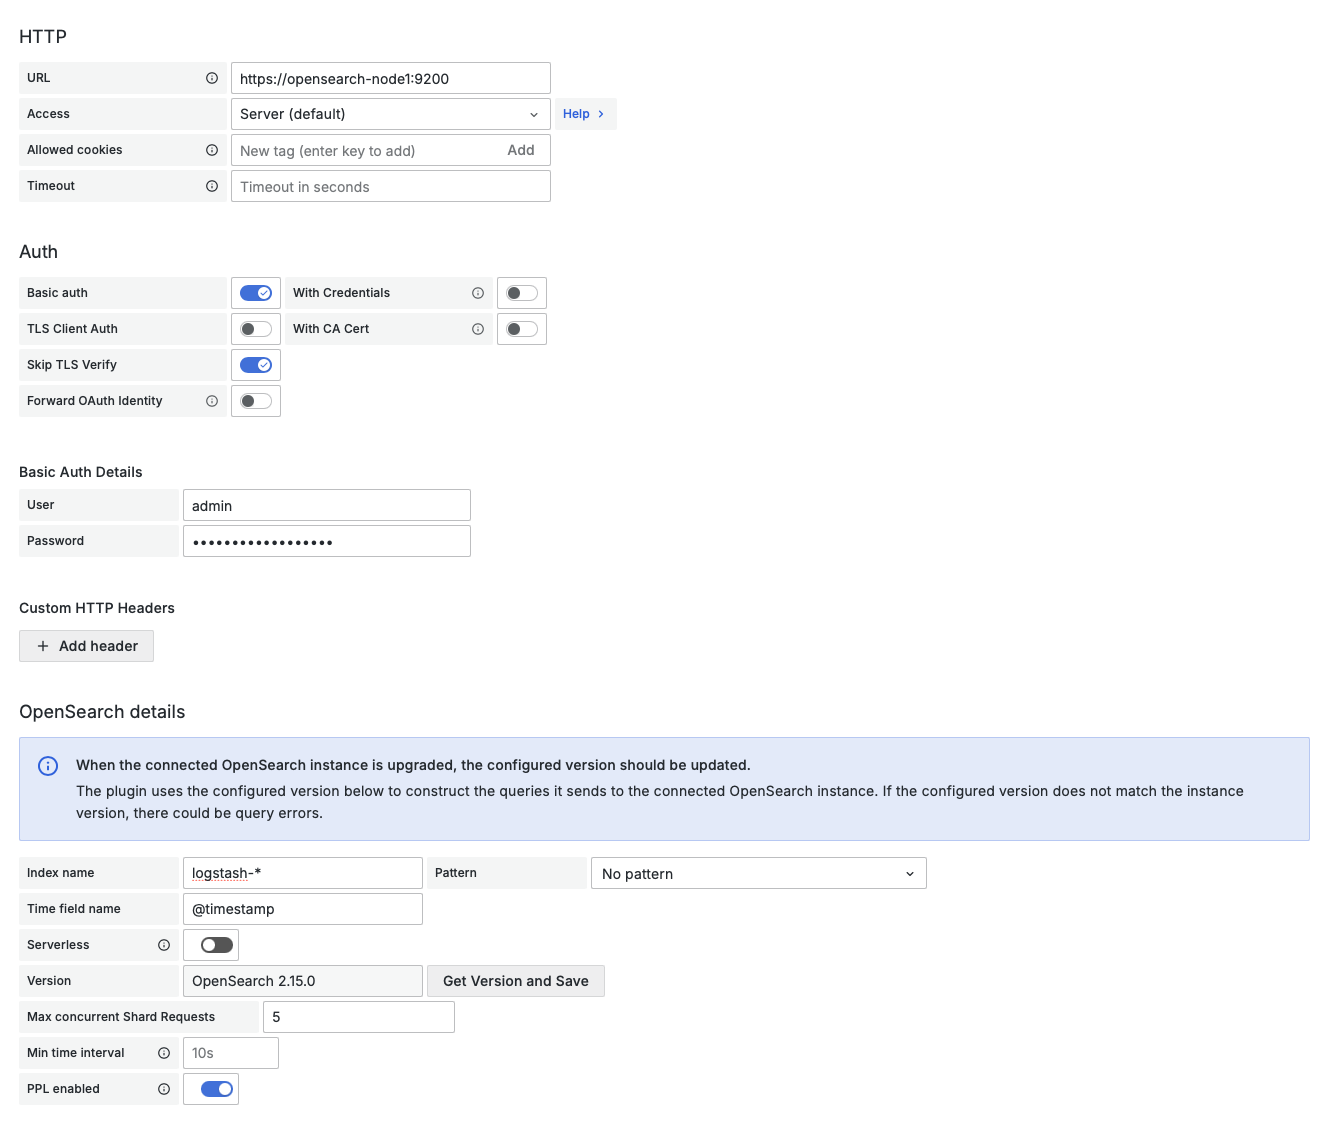 HTTP
URL
https://opensearch-node1:9200
Access
Server (default)
Help
Allowed cookies
New tag (enter key to add)
Add
Timeout
Timeout in seconds
Auth
Basic auth
With Credentials
TLS Client Auth
With CA Cert
Skip TLS Verify
Forward OAuth Identity
Basic Auth Details
User
admin
Password
••••••••••••••••••
Custom HTTP Headers
+ Add header
OpenSearch details
When the connected OpenSearch instance is upgraded, the configured version should be updated.
The plugin uses the configured version below to construct the queries it sends to the connected OpenSearch instance. If the configured version does not match the instance
version, there could be query errors.
Index name
logstash-*
Pattern
No pattern
Time field name
@timestamp
Serverless
Version
OpenSearch 2.15.0
Get Version and Save
Max concurrent Shard Requests
5
Min time interval
10s
PPL enabled